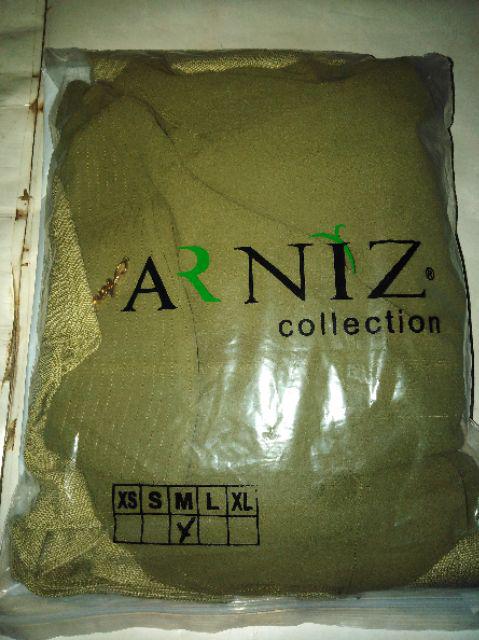 ARNIZ®
collection
XS S M L XL
X